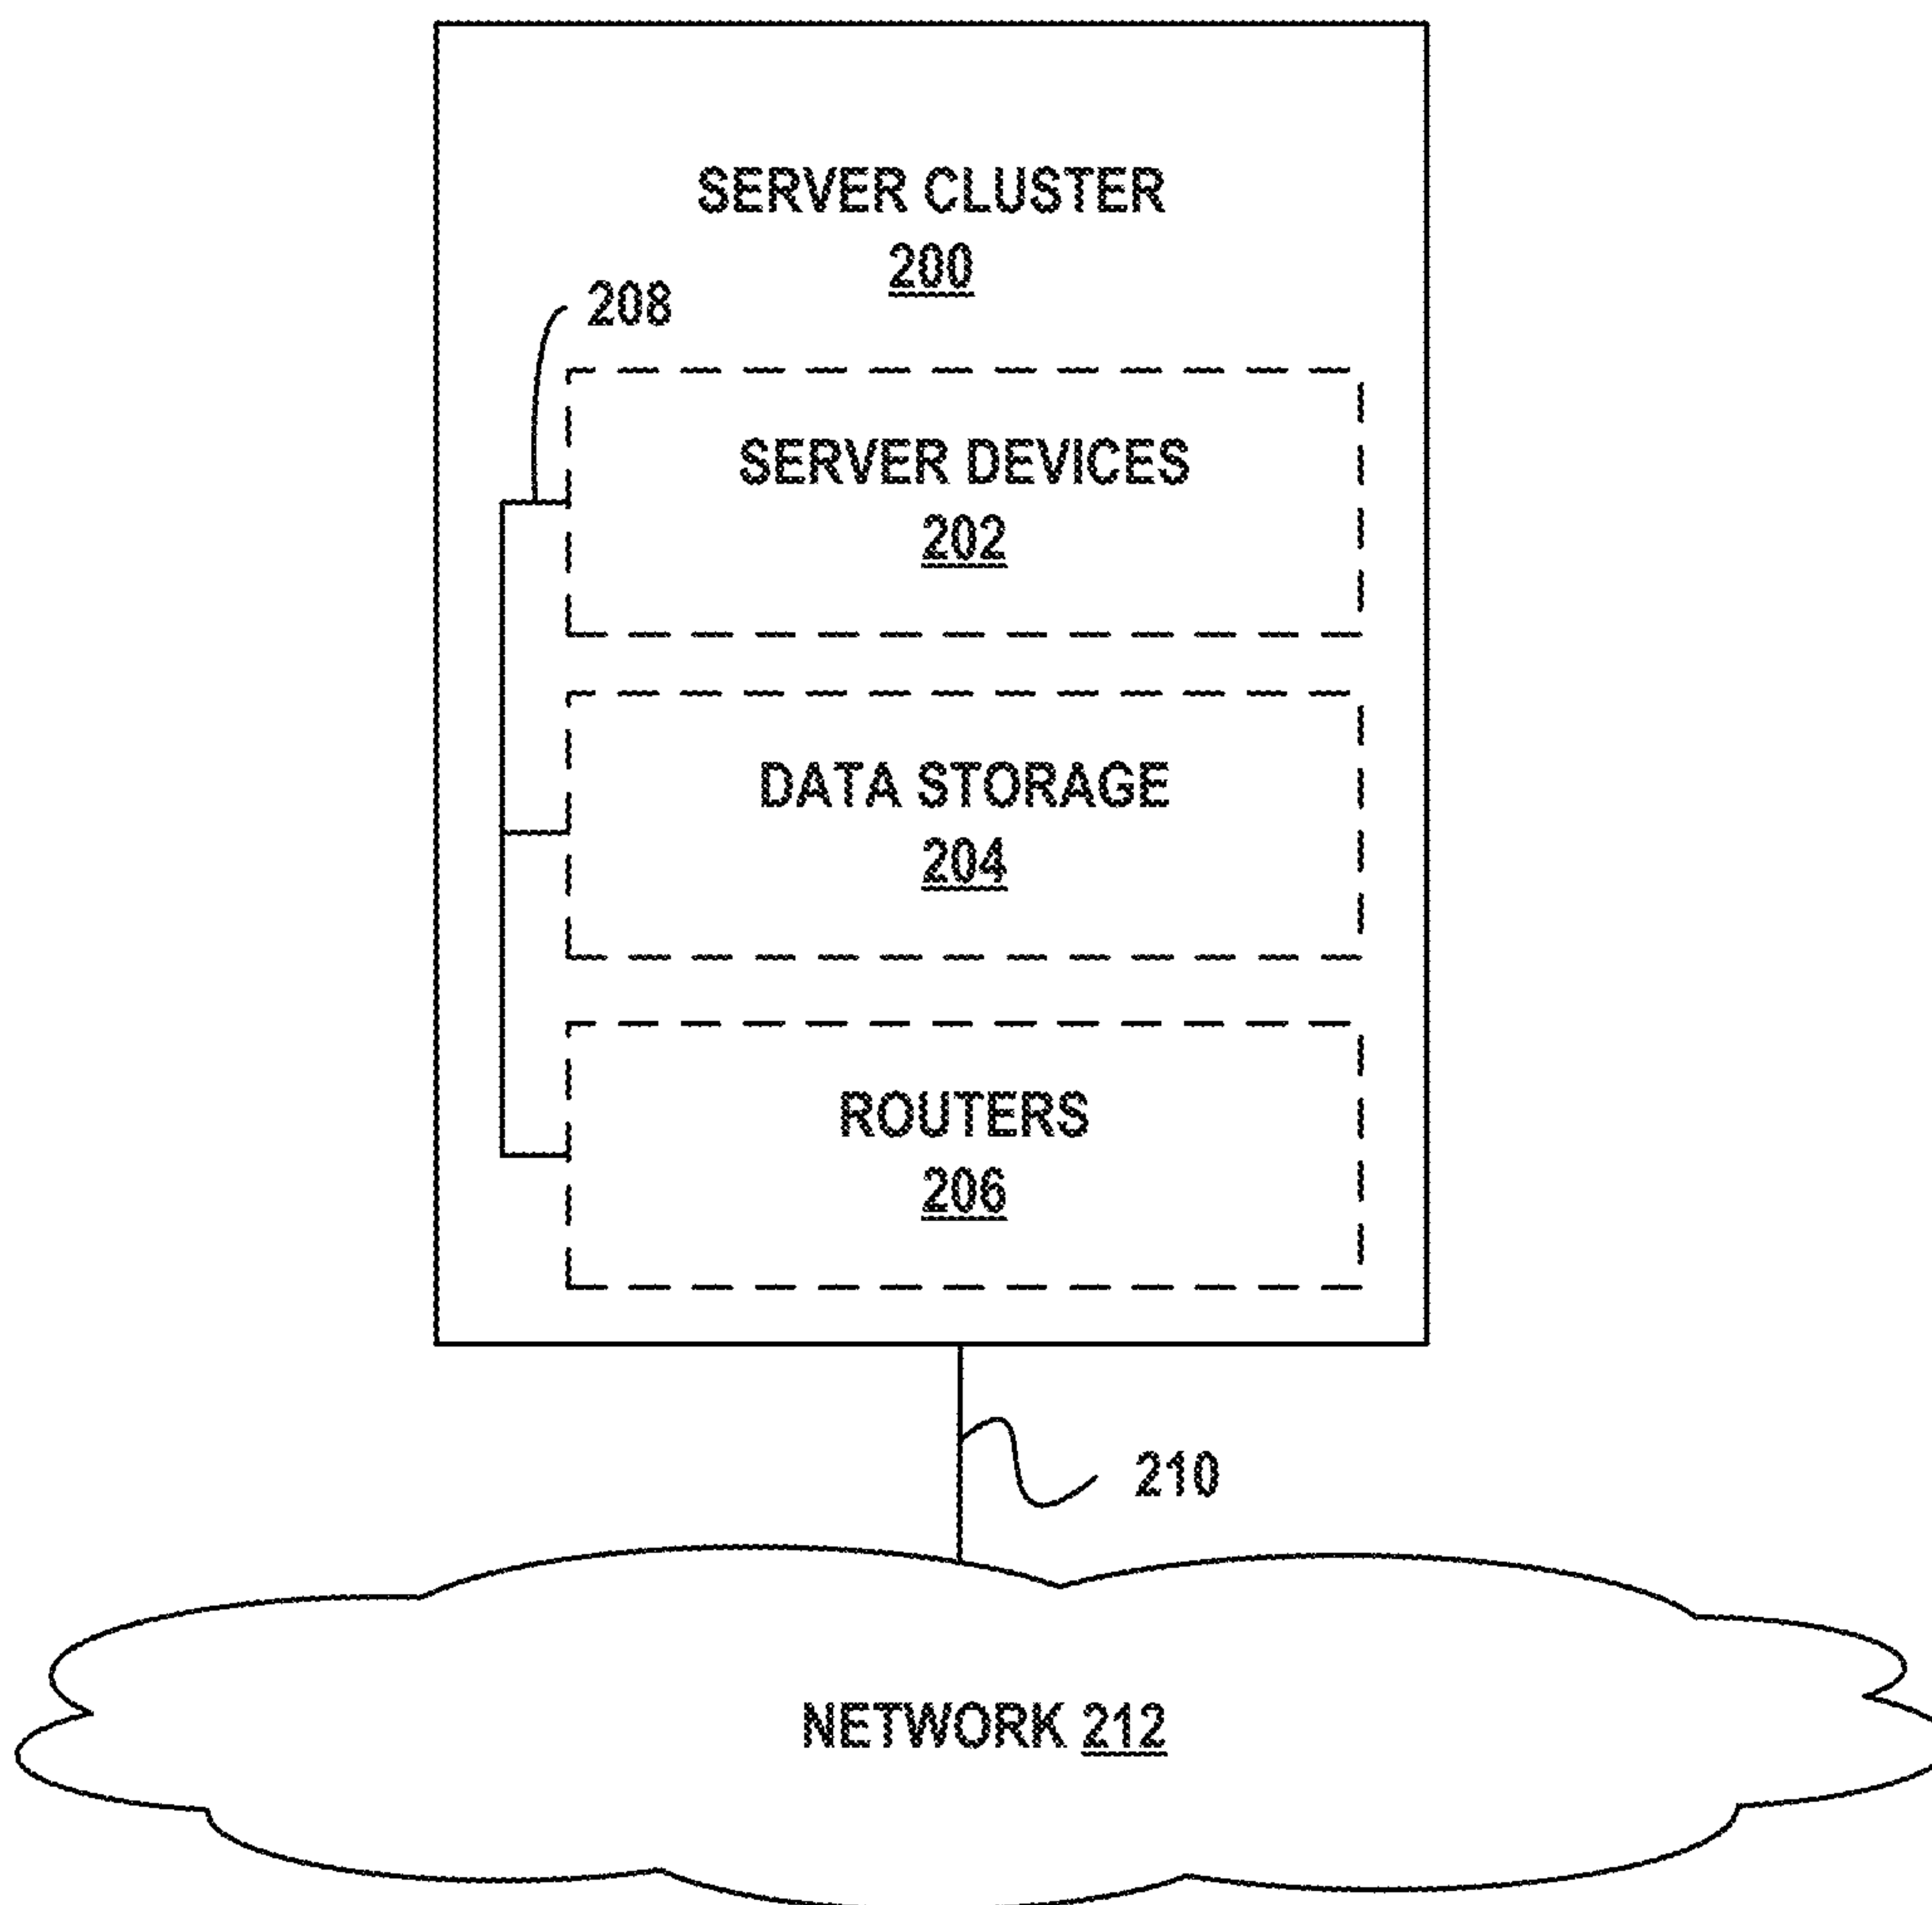 SERVER CLUSTER
200
208
SERVER DEVICES
202
DATA STORAGE
204
ROUTERS
206
210
NETWORK 212